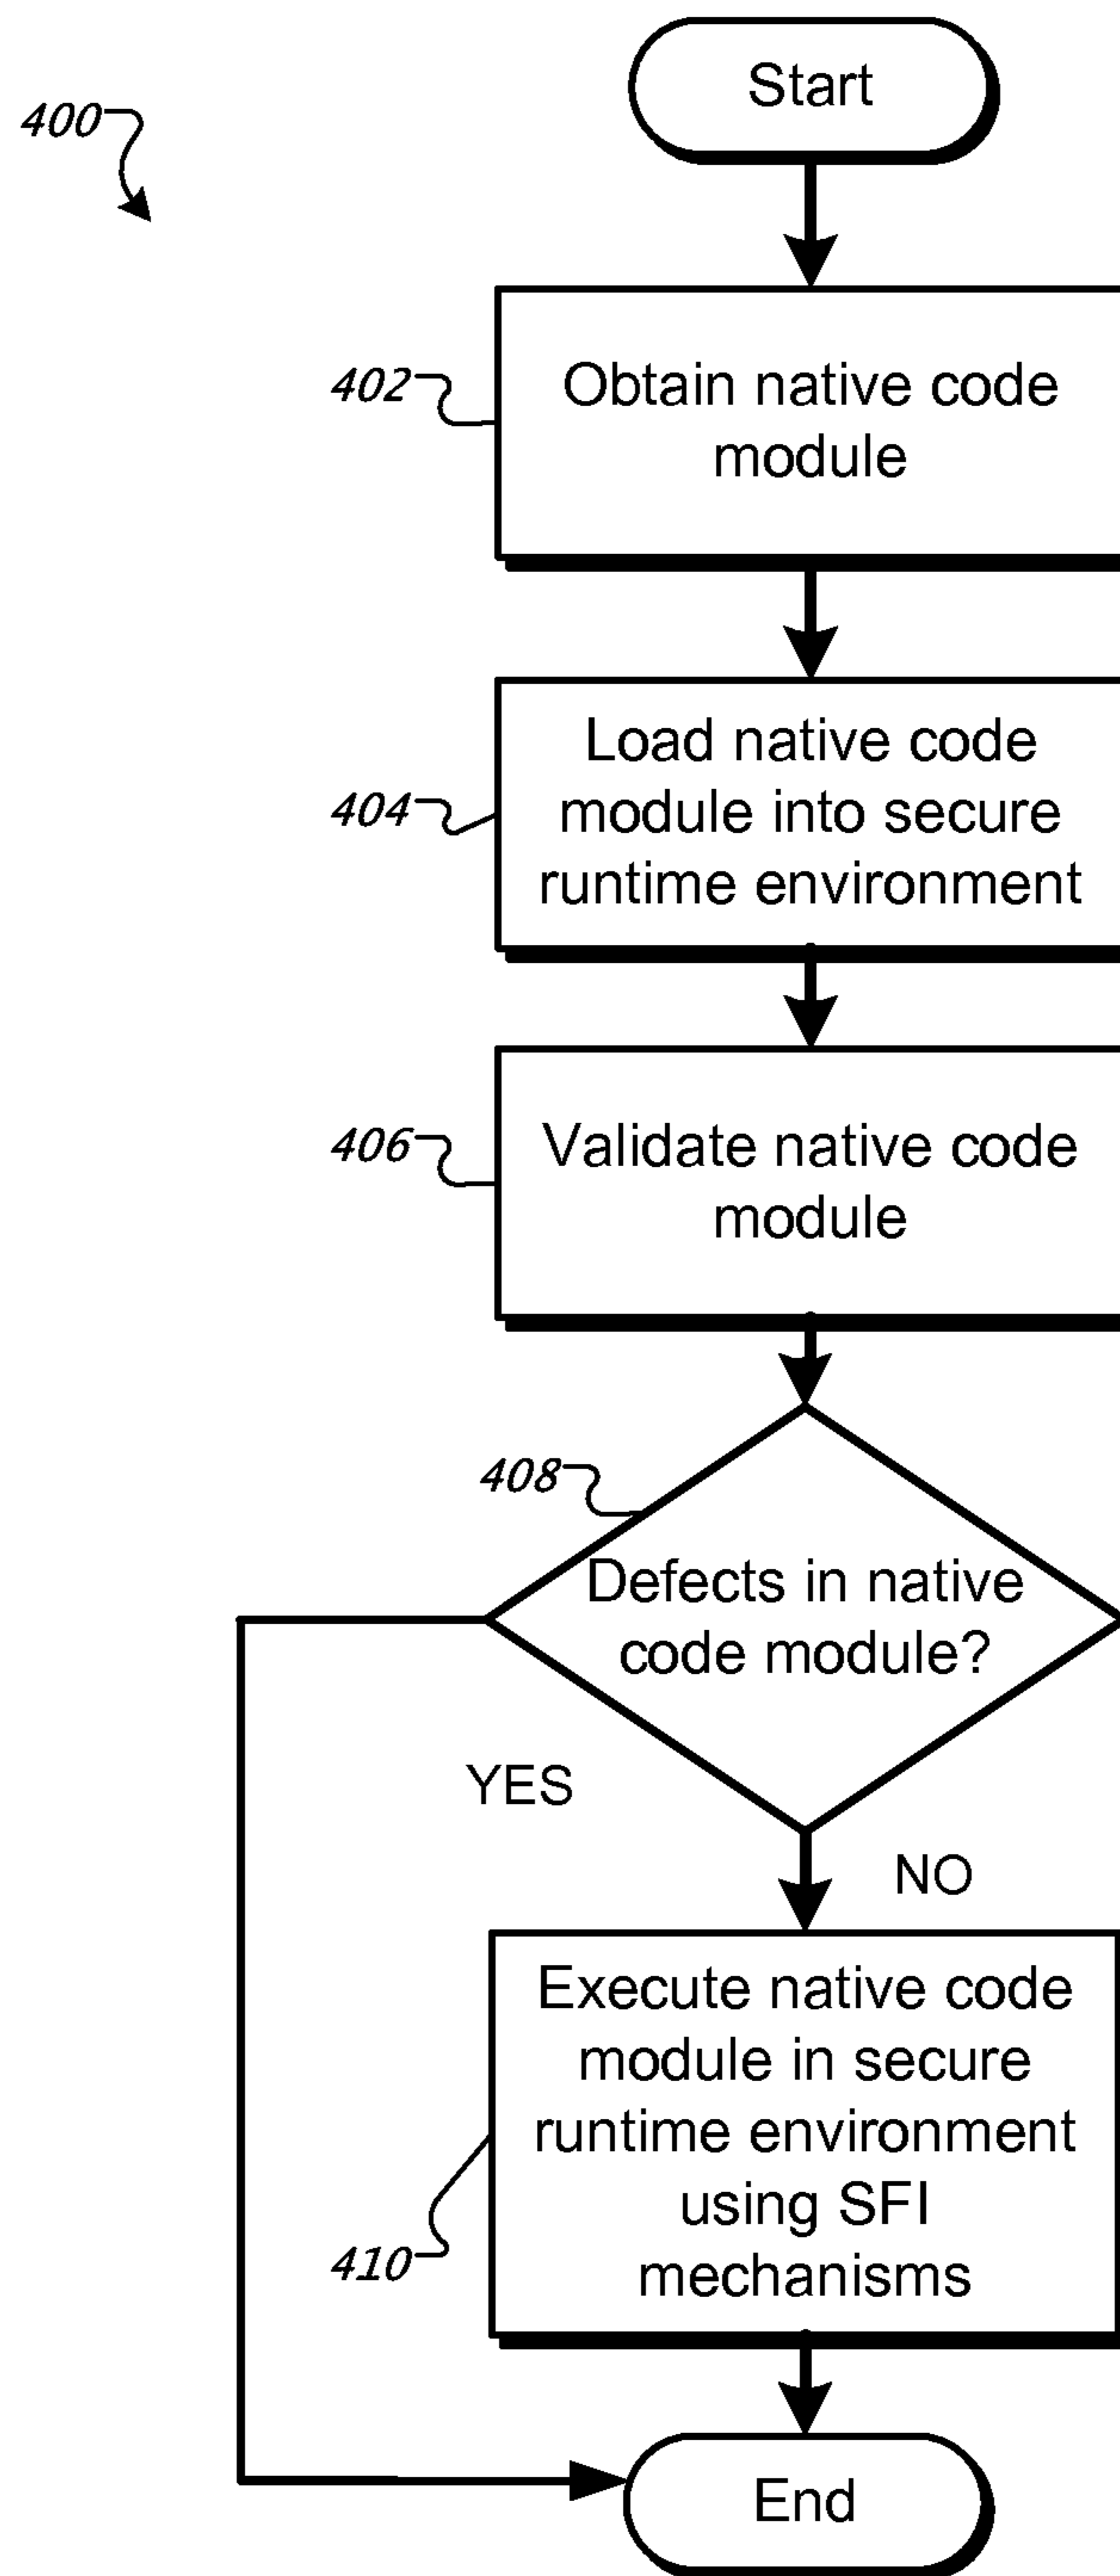 Start
400
402
Obtain native code
module
Load native code
404
module into secure
runtime environment
406
Validate native code
module
408
Defects in native
code module?
YES
NO
Execute native code
module in secure
runtime environment
using SFI
410
mechanisms
End